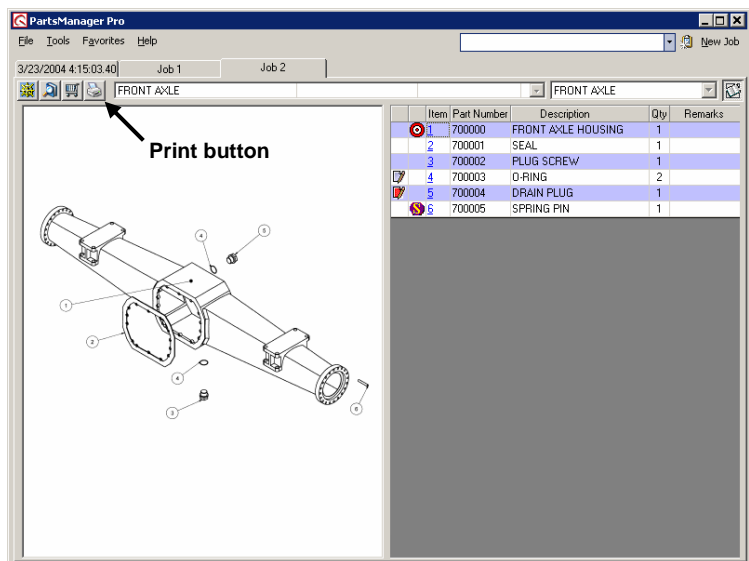 PartsManager Pro
File Tools Favorites Help New Job
3/23/2004 4:15:03.40 Job 1 Job 2
FRONT AXLE FRONT AXLE
Print button
Item Part Number Description Qty Remarks
1 700000 FRONT AXLE HOUSING 1
2 700001 SEAL 1
3 700002 PLUG SCREW 1
4 700003 O-RING 2
5 700004 DRAIN PLUG 1
S 6 700005 SPRING PIN 1
4 5
1
2
4
3
6